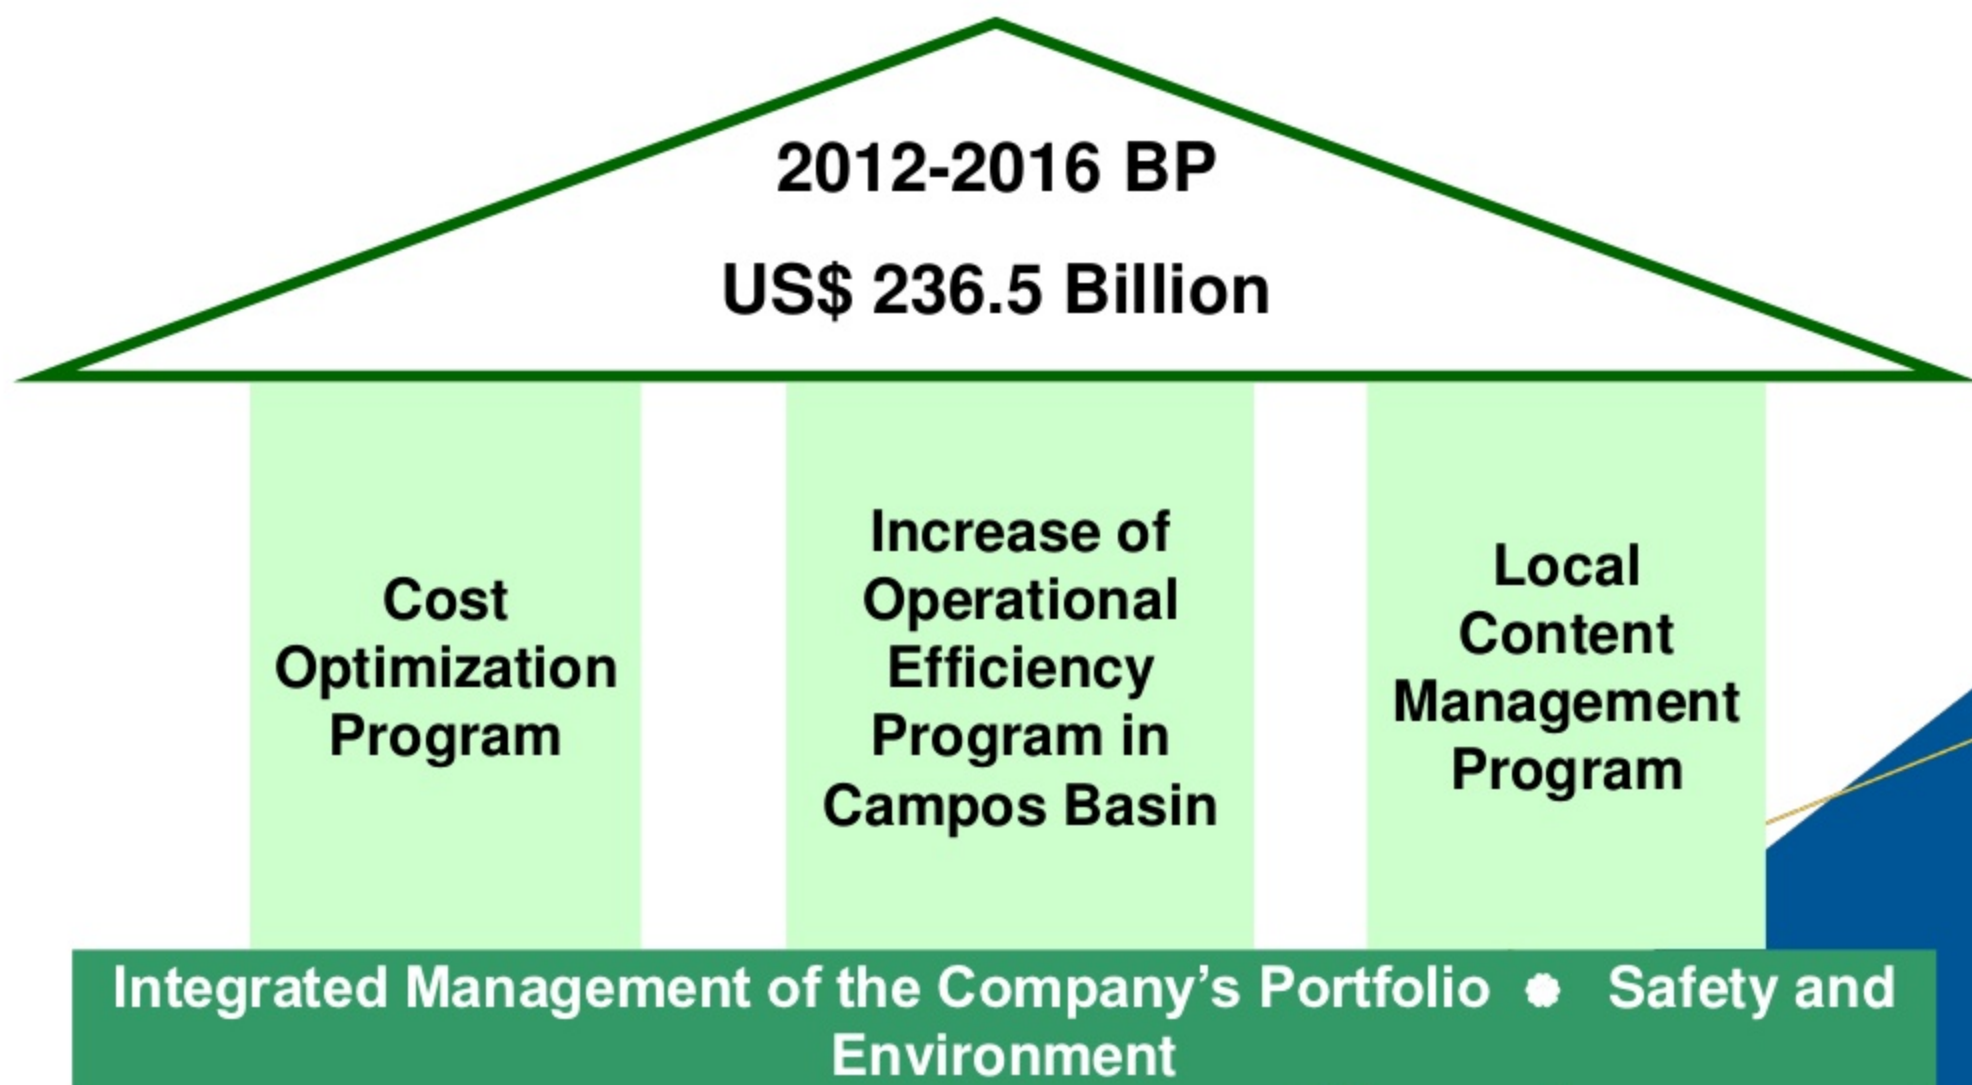 2012-2016 BP
US$ 236.5 Billion
Cost
Optimization
Program
Increase of
Operational
Efficiency
Program in
Campos Basin
Local
Content
Management
Program
Integrated Management of the Company’s Portfolio • Safety and
Environment